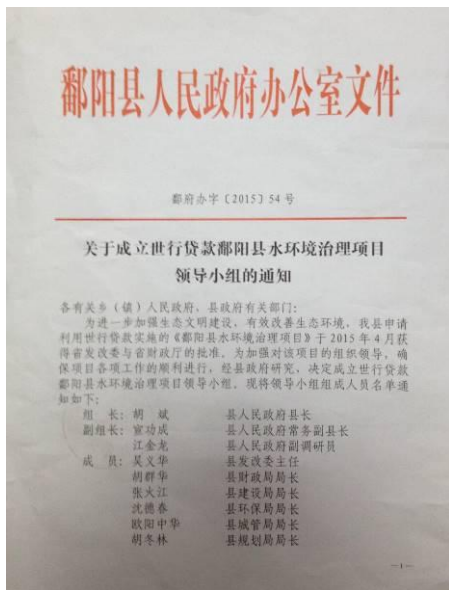 鄱阳县人民政府办公室文件
鄱府办字〔2015〕54号
关于成立世行贷款鄱阳县水环境治理项目
领导小组的通知
各有关乡（镇）人民政府，县政府有关部门：
为进一步加强生态文明建设，有效改善生态环境，我县申请
利用世行贷款实施的《鄱阳县水环境治理项目》于2015年4月获
得省发改委与省财政厅的批准。为加强对该项目的组织领导，确
保项目各项工作的顺利进行，经县政府研究，决定成立世行贷款
鄱阳县水环境治理项目领导小组。现将领导小组组成人员名单通
知如下：
组 长：胡 斌 县人民政府县长
副组长：宣功成 县人民政府常务副县长
江金龙 县人民政府副调研员
成 员：吴义华 县发改委主任
胡群华 县财政局局长
张大江 县建设局局长
沈德春 县环保局局长
欧阳中华 县城管局局长
胡冬林 县规划局局长
—1—